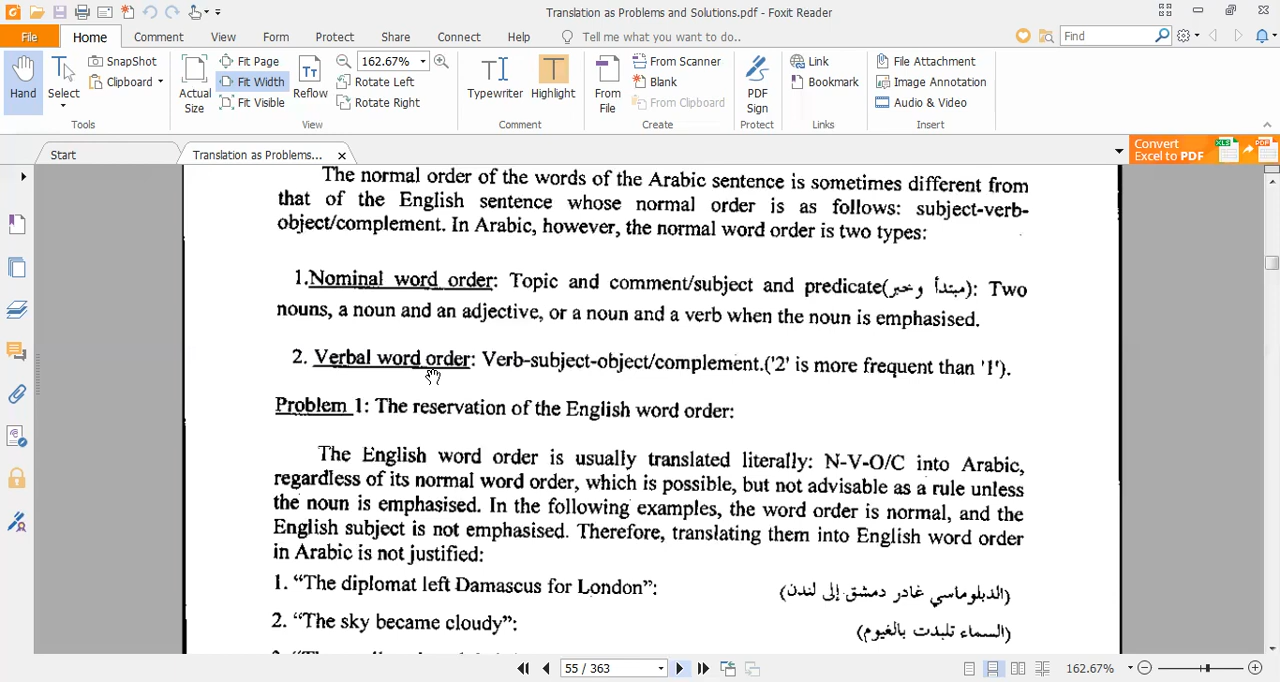 Translation as Problems and Solutions.pdf - Foxit Reader
File Home Comment View Form Protect Share Connect Help Tell me what you want to do.. Find
Hand Select SnapShot Clipboard Actual Size Fit Page Fit Width Fit Visible Reflow 162.67% Rotate Left Rotate Right Typewriter Highlight From File From Scanner Blank From Clipboard PDF Sign Link Bookmark File Attachment Image Annotation Audio & Video
Tools View Comment Create Protect Links Insert
Start Translation as Problems... Convert Excel to PDF
The normal order of the words of the Arabic sentence is sometimes different from
that of the English sentence whose normal order is as follows: subject-verb-
object/complement. In Arabic, however, the normal word order is two types:
1.Nominal word order: Topic and comment/subject and predicate(مبتدأ وخبر): Two
nouns, a noun and an adjective, or a noun and a verb when the noun is emphasised.
2. Verbal word order: Verb-subject-object/complement.('2' is more frequent than '1').
Problem 1: The reservation of the English word order:
The English word order is usually translated literally: N-V-O/C into Arabic,
regardless of its normal word order, which is possible, but not advisable as a rule unless
the noun is emphasised. In the following examples, the word order is normal, and the
English subject is not emphasised. Therefore, translating them into English word order
in Arabic is not justified:
1. “The diplomat left Damascus for London”: (الدبلوماسي غادر دمشق إلى لندن)
2. “The sky became cloudy”: (السماء تلبدت بالغيوم)
55 / 363 162.67%